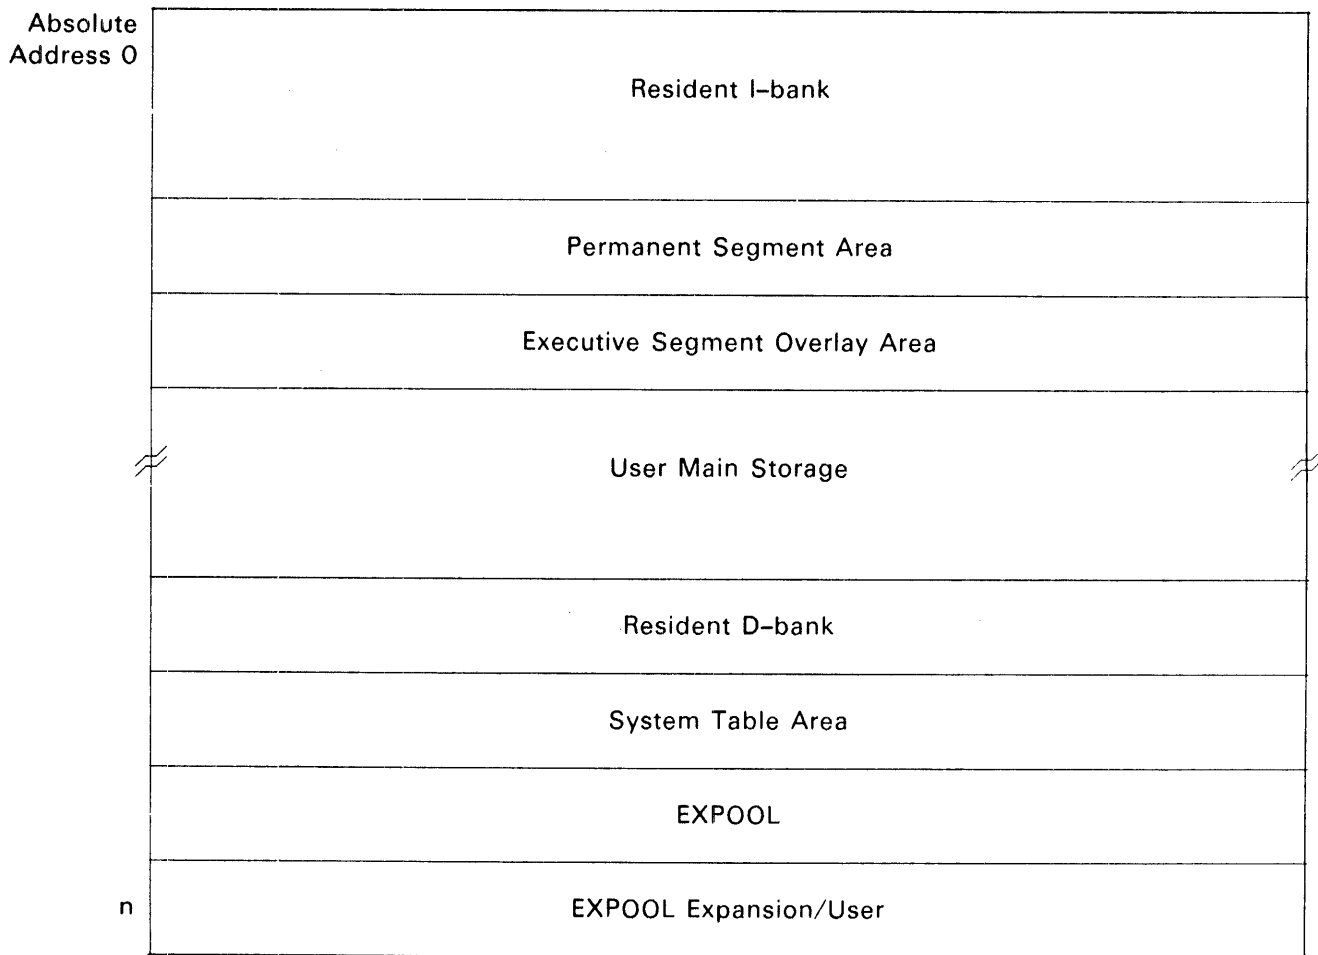 Absolute
Address 0
Resident I–bank
Permanent Segment Area
Executive Segment Overlay Area
User Main Storage
Resident D–bank
System Table Area
EXPOOL
n
EXPOOL Expansion/User